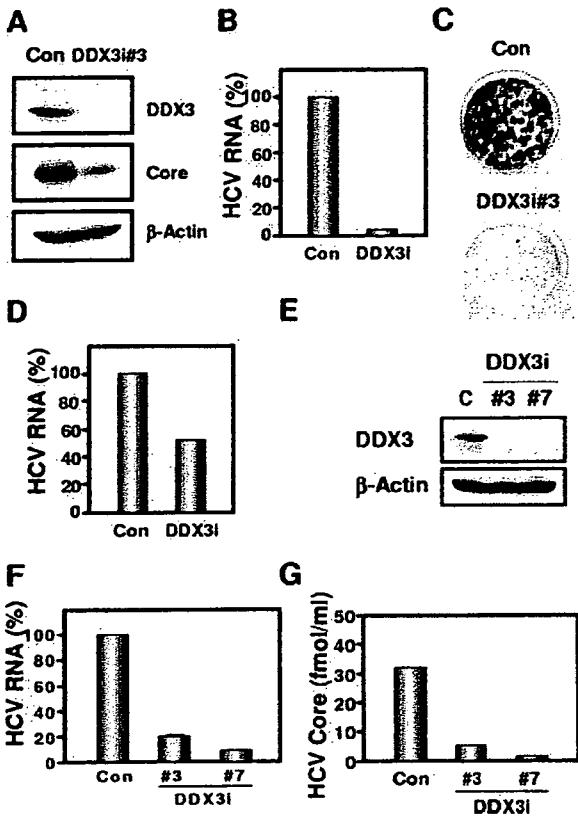 A
Con DDX3i#3
DDX3
Core
β-Actin
B
HCV RNA (%)
100
80
60
40
20
0
Con DDX3i
C
Con
DDX3i#3
D
HCV RNA (%)
100
80
60
40
20
0
Con DDX3i
E
DDX3i
C #3 #7
DDX3
β-Actin
F
HCV RNA (%)
100
80
60
40
20
0
Con #3 #7
DDX3i
G
HCV Core (fmol/ml)
50
40
30
20
10
0
Con #3 #7
DDX3i